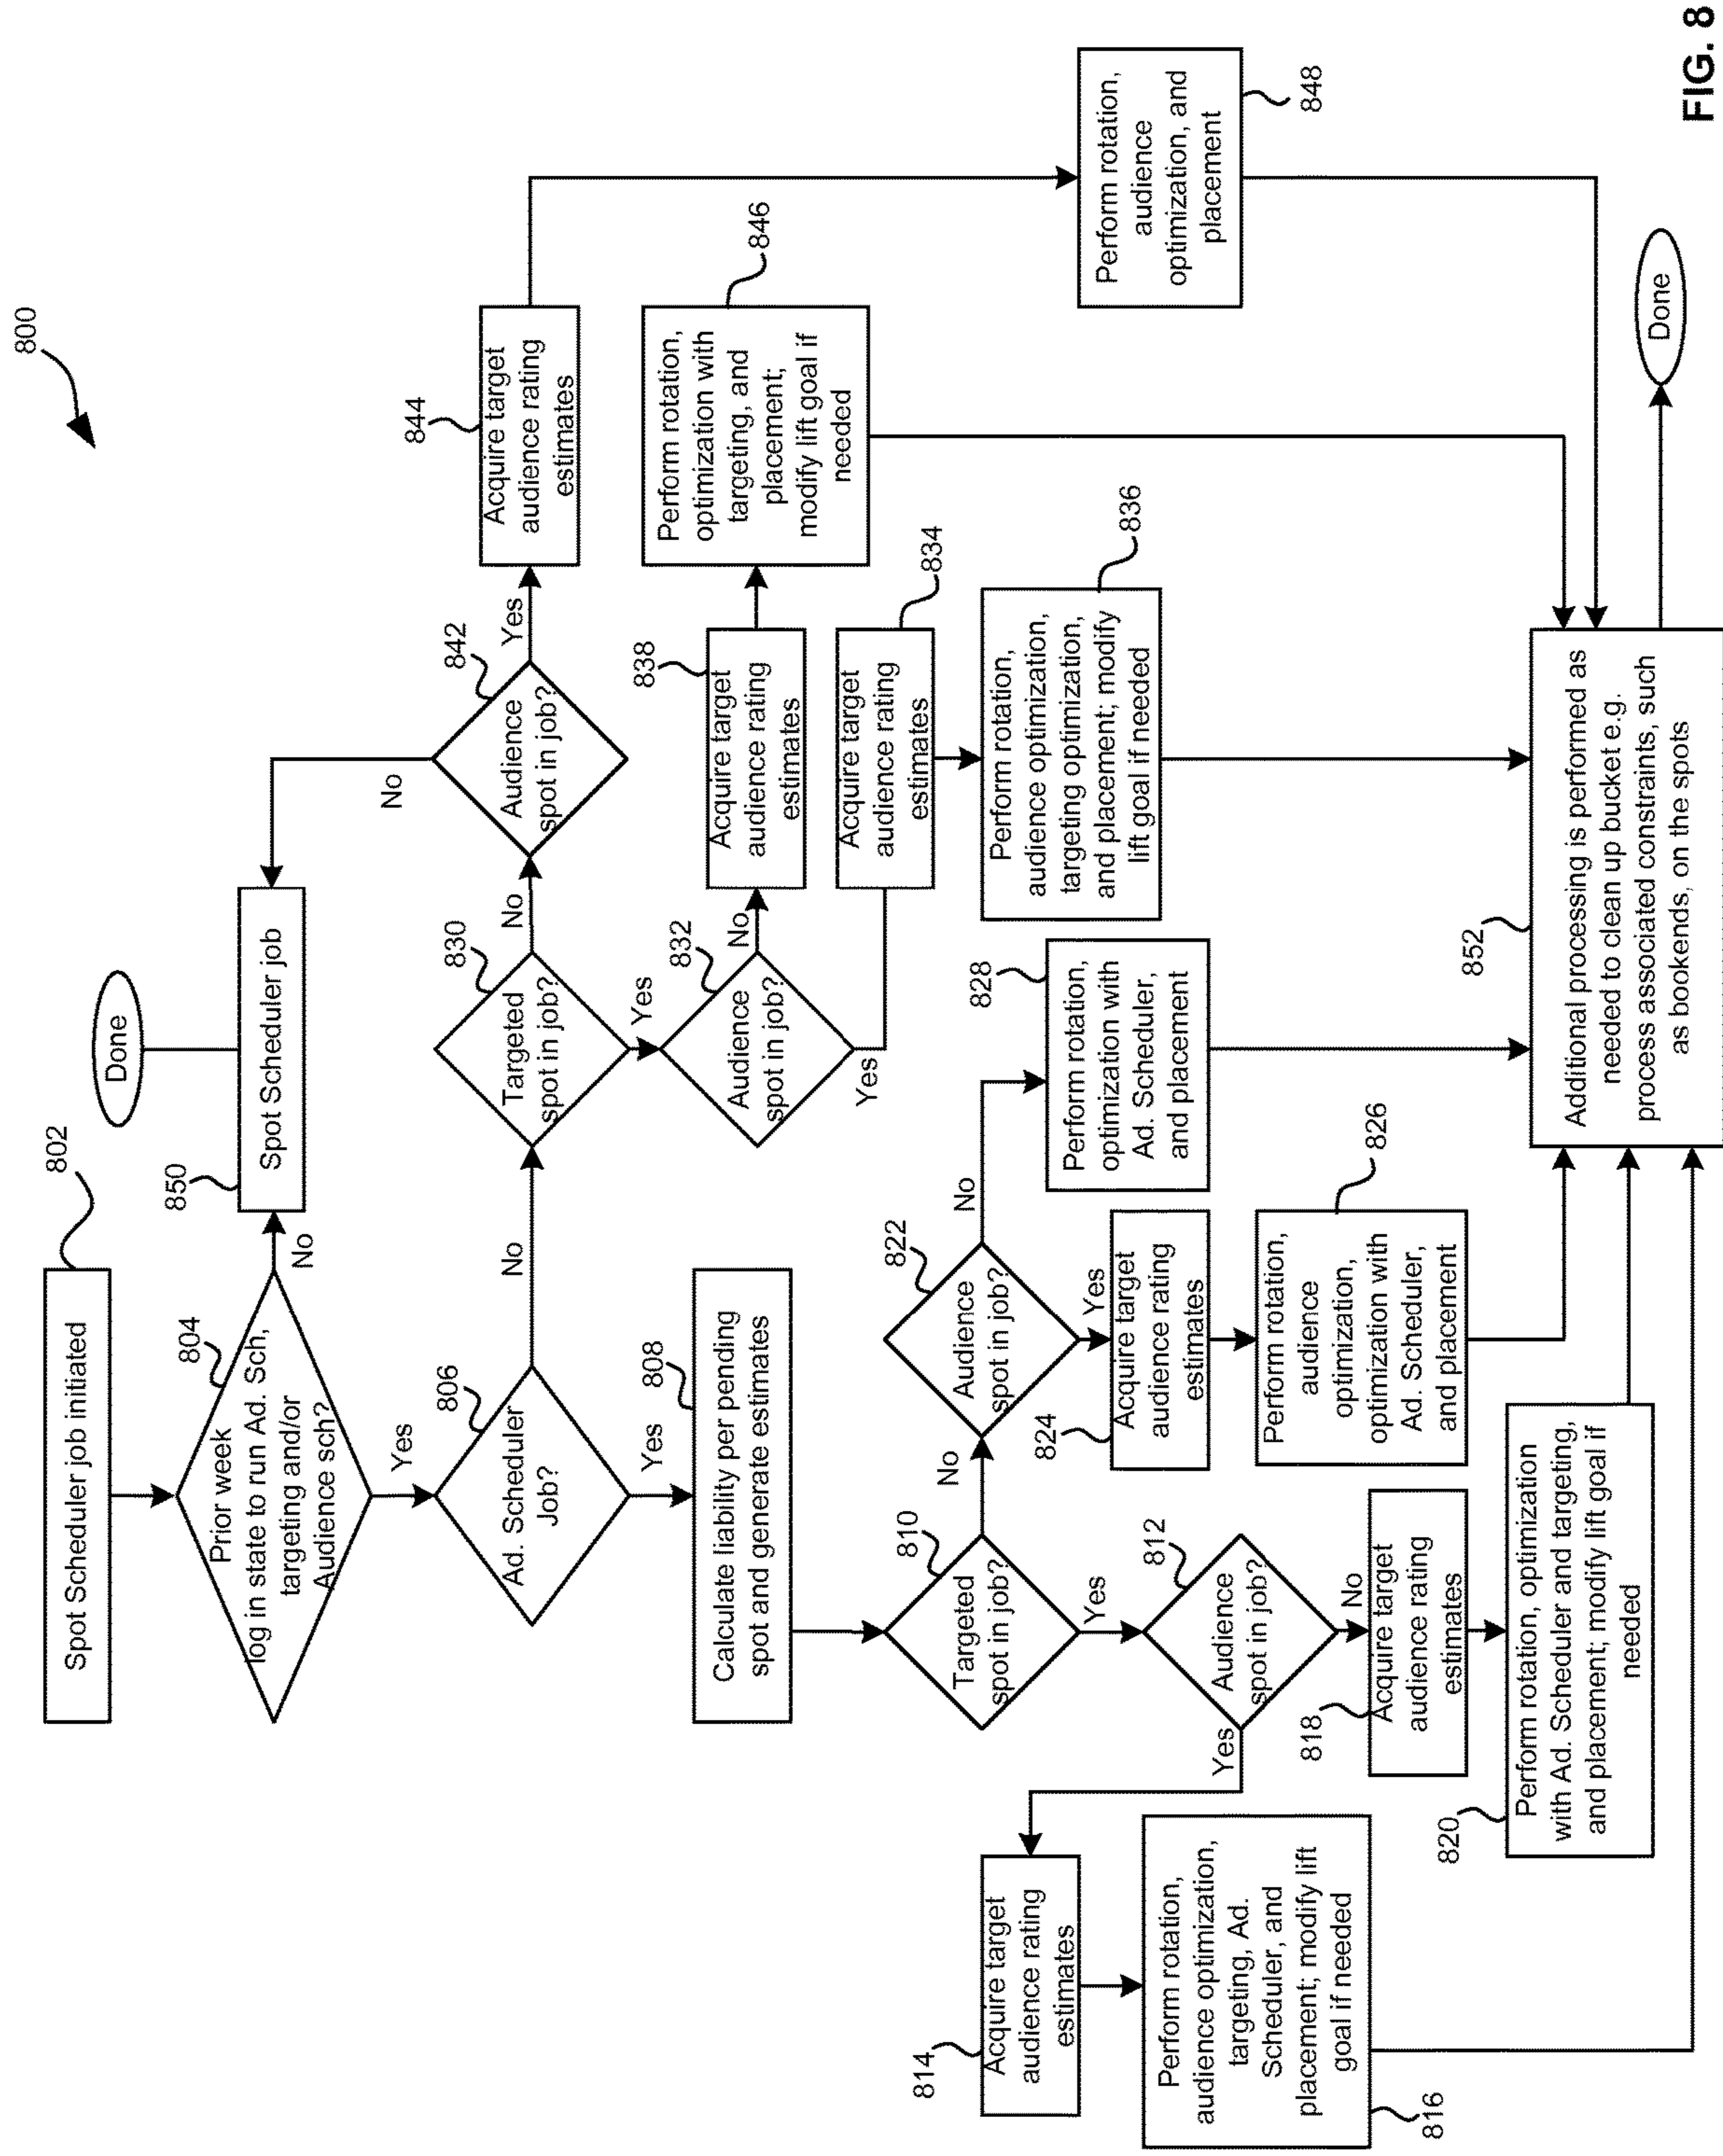 800
Spot Scheduler job initiated
802
Prior week
log in state to run Ad. Sch,
targeting and/or
Audience sch?
804
No
Yes
Done
850
Spot Scheduler job
Ad. Scheduler
Job?
806
No
Yes
Calculate liability per pending
spot and generate estimates
808
Targeted
spot in job?
810
No
Yes
Audience
spot in job?
812
Yes
No
814
Acquire target
audience rating
estimates
Perform rotation,
audience optimization,
targeting, Ad.
Scheduler, and
placement; modify lift
goal if needed
816
818
Acquire target
audience rating
estimates
820
Perform rotation, optimization
with Ad. Scheduler and targeting,
and placement; modify lift goal if
needed
Audience
spot in job?
822
No
Yes
824
Acquire target
audience rating
estimates
Perform rotation,
audience
optimization,
optimization with
Ad. Scheduler,
and placement
826
828
Perform rotation,
optimization with
Ad. Scheduler,
and placement
Targeted
spot in job?
830
No
Yes
Audience
spot in job?
832
No
Yes
Acquire target
audience rating
estimates
834
Perform rotation,
audience optimization,
targeting optimization,
and placement; modify
lift goal if needed
836
838
Acquire target
audience rating
estimates
Audience
spot in job?
842
No
Yes
844
Acquire target
audience rating
estimates
Perform rotation,
optimization with
targeting, and
placement;
modify lift goal if
needed
846
Perform rotation,
audience
optimization, and
placement
848
852
Additional processing is performed as
needed to clean up bucket e.g.
process associated constraints, such
as bookends, on the spots
Done
FIG. 8